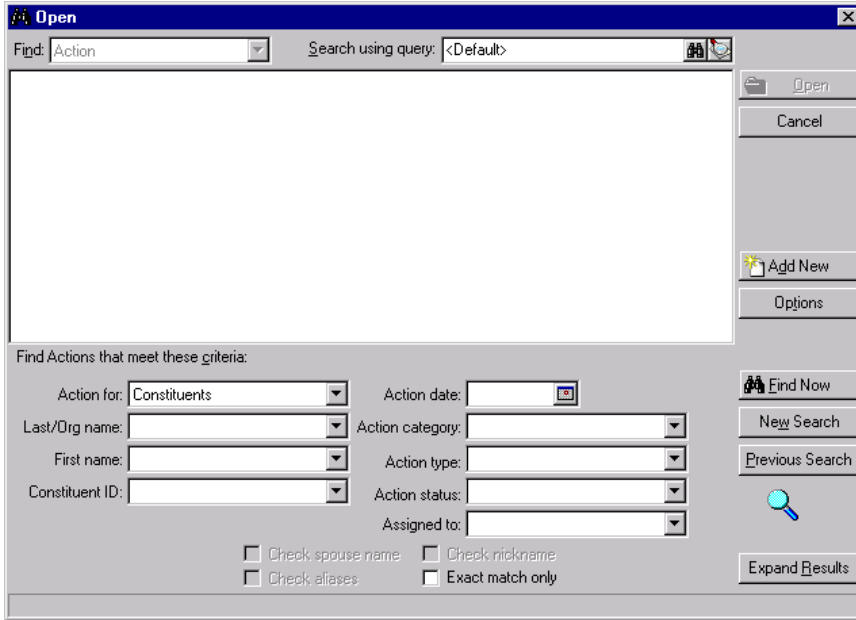 Open
Find: Action Search using query: <Default>
Open
Cancel
Add New
Options
Find Actions that meet these criteria:
Action for: Constituents Action date:
Find Now
Last/Org name: Action category:
New Search
First name: Action type:
Previous Search
Constituent ID: Action status:
Assigned to:
Check spouse name Check nickname
Check aliases Exact match only
Expand Results